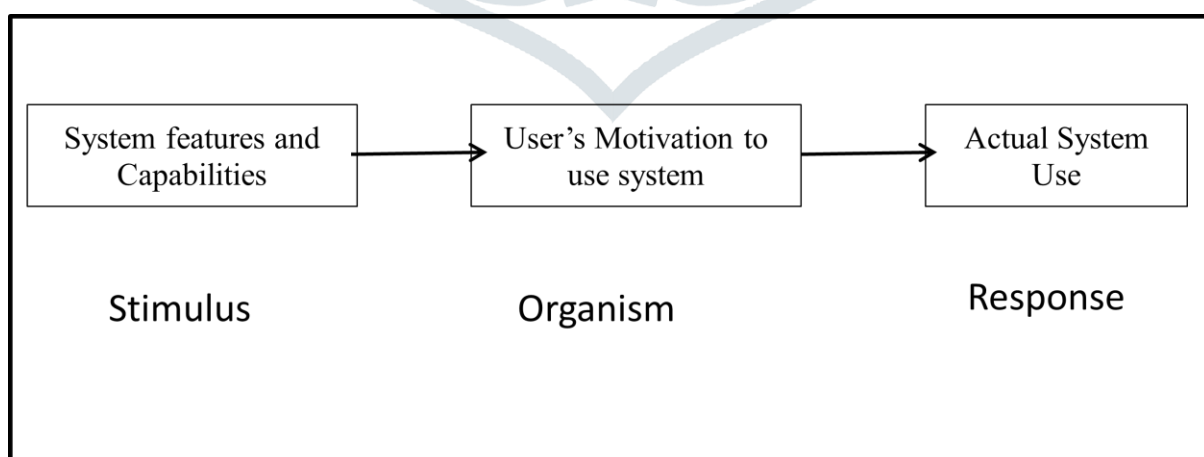 System features and
Capabilities
User's Motivation to
use system
Actual System
Use
Stimulus
Organism
Response